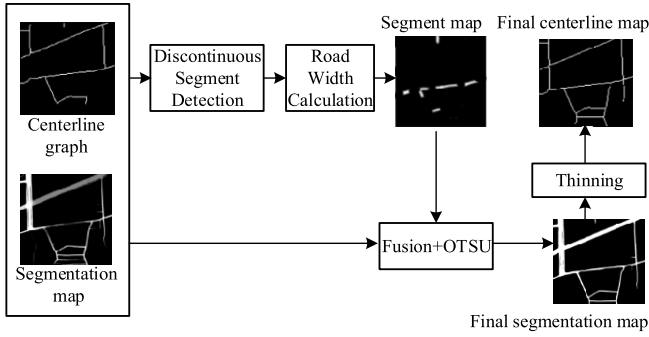 Centerline
graph
Segmentation
map
Discontinuous
Segment
Detection
Road
Width
Calculation
Segment map
Final centerline map
Thinning
Fusion+OTSU
Final segmentation map